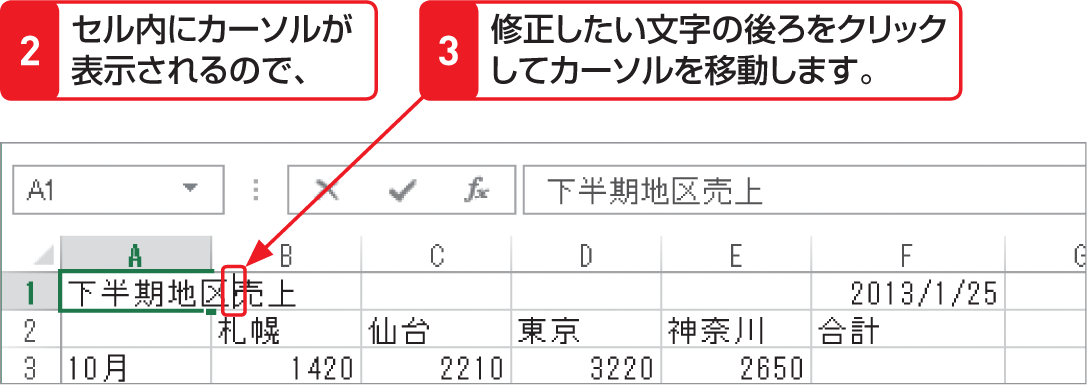 2 セル内にカーソルが
表示されるので、
3 修正したい文字の後ろをクリック
してカーソルを移動します。
A1 fx 下半期地区売上
A B C D E F G
1 下半期地区売上 2013/1/25
2 札幌 仙台 東京 神奈川 合計
3 10月 1420 2210 3220 2650